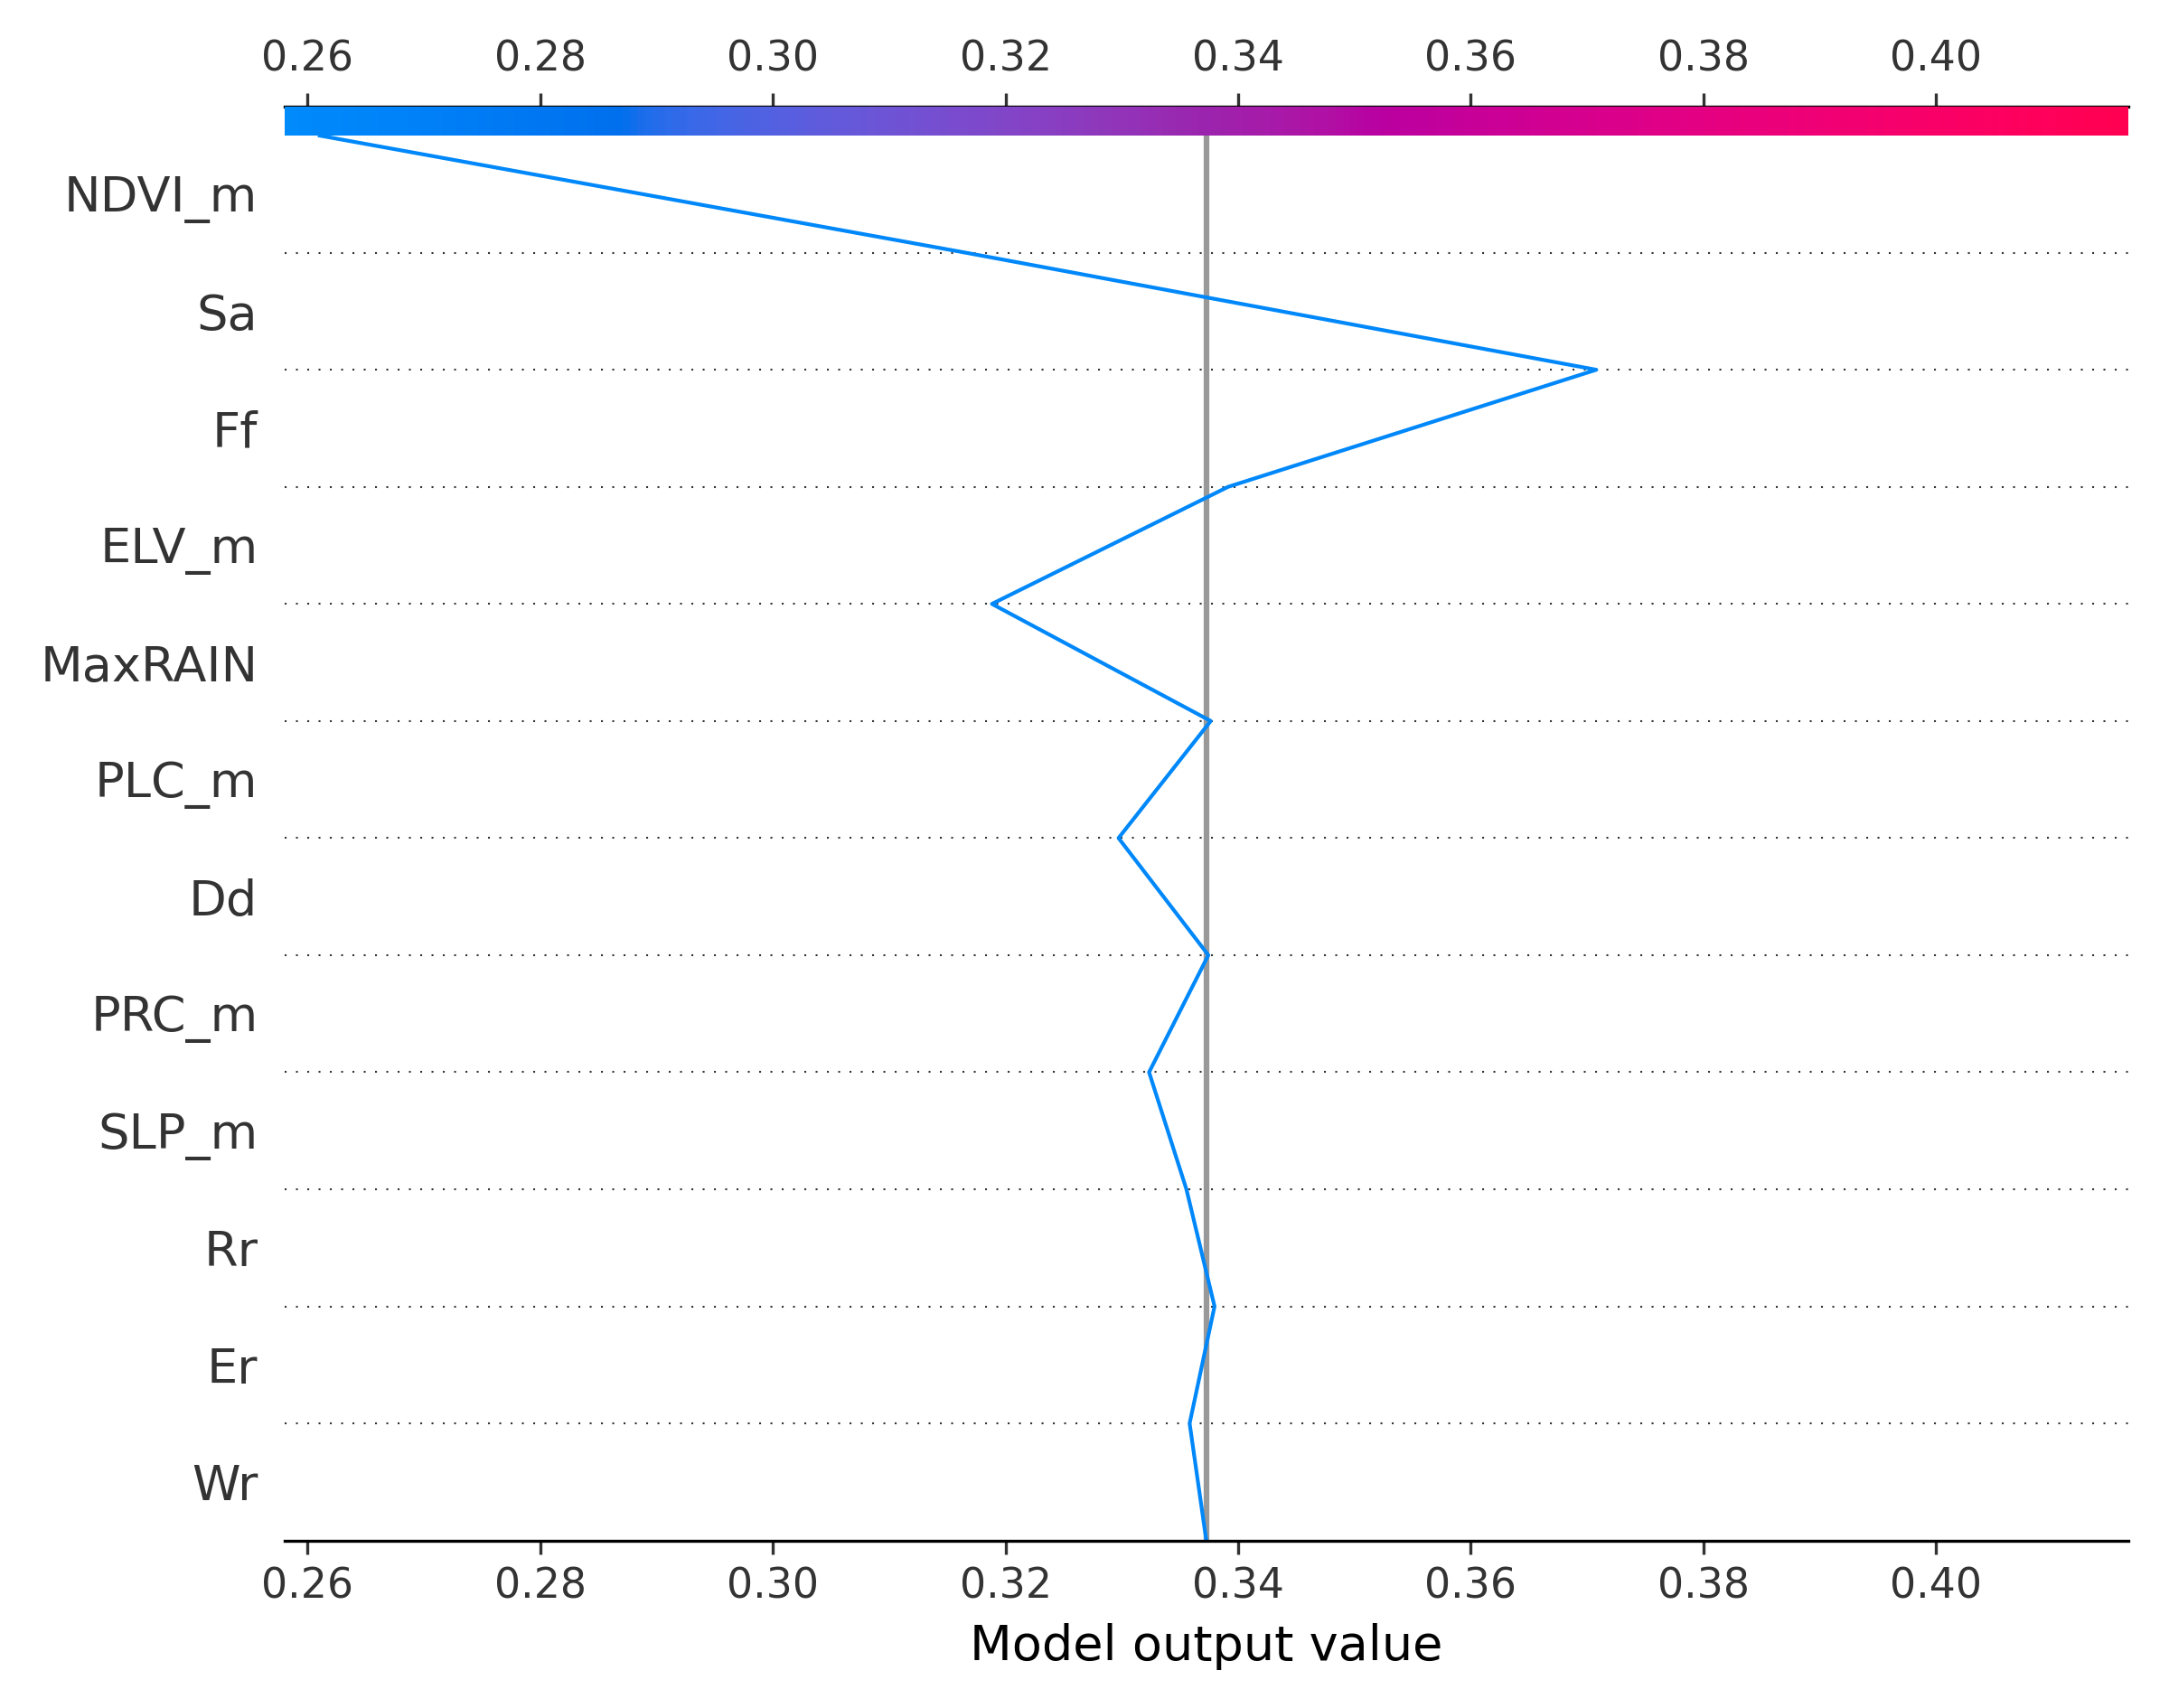 0.26 0.28 0.30 0.32 0.34 0.36 0.38 0.40
NDVI_m
Sa
Ff
ELV_m
MaxRAIN
PLC_m
Dd
PRC_m
SLP_m
Rr
Er
Wr
0.26 0.28 0.30 0.32 0.34 0.36 0.38 0.40
Model output value